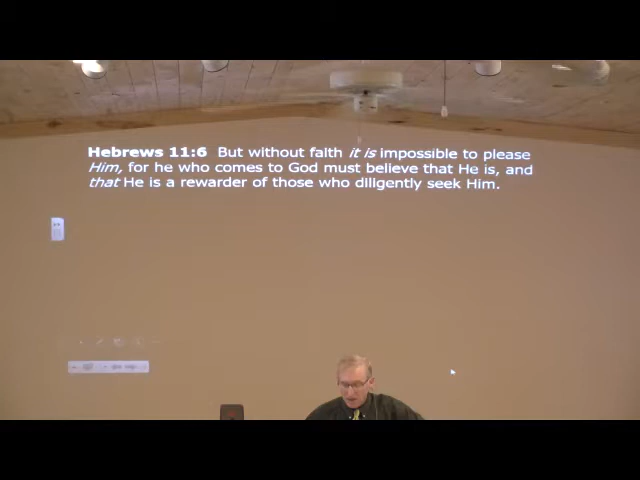 Hebrews 11:6 But without faith it is impossible to please
Him, for he who comes to God must believe that He is, and
that He is a rewarder of those who diligently seek Him.